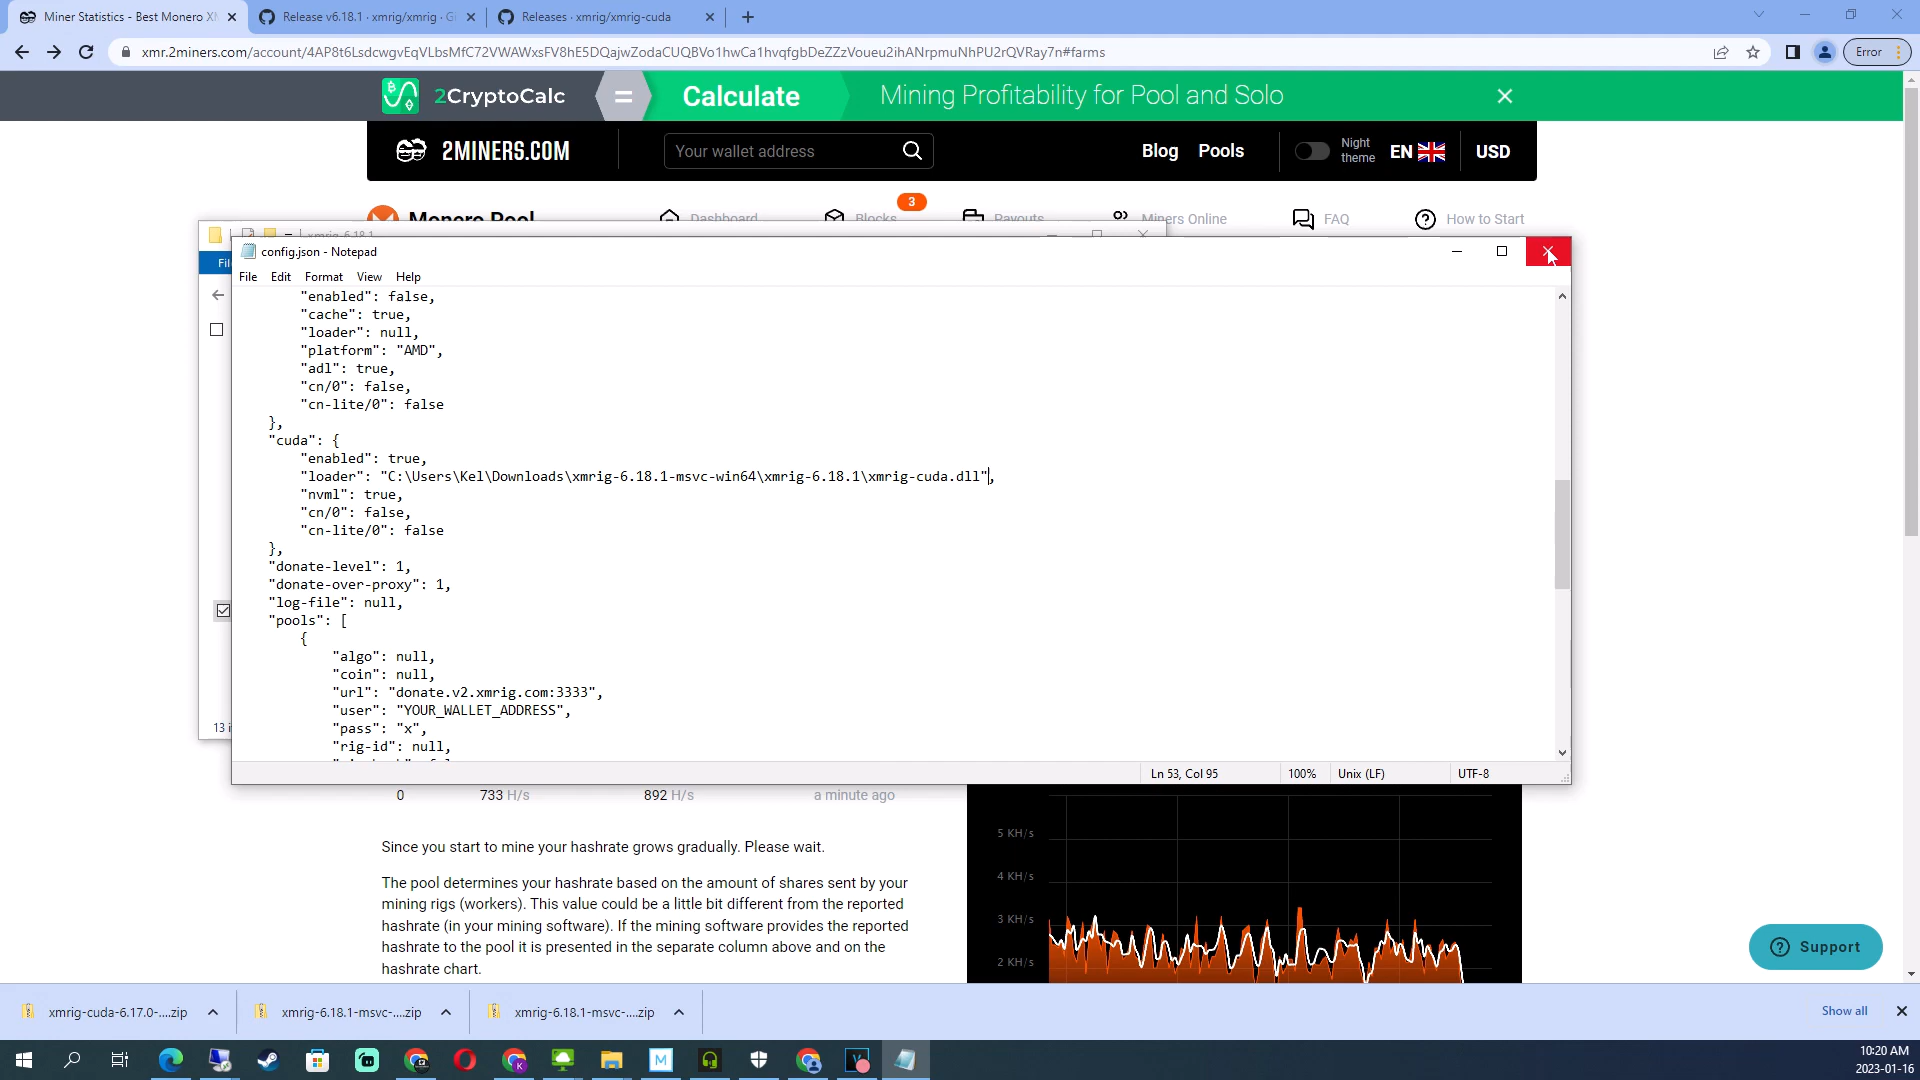 Miner Statistics - Best Monero XM
Release v6.18.1 · xmrig/xmrig · Gi
Releases · xmrig/xmrig-cuda
xmr.2miners.com/account/4AP8t6LsdcwgvEqVLbsMfC72VWAWxsFV8hE5DQajwZodaCUQBVo1hwCa1hvqfgbDeZZzVoueu2ihANrpmuNhPU2rQVRay7n#farms
Error
2CryptoCalc
=
Calculate
Mining Profitability for Pool and Solo
2MINERS.COM
Your wallet address
Blog
Pools
Night theme
EN
USD
Monero Pool
Dashboard
Blocks
3
Payouts
Miners Online
FAQ
How to Start
xmrig-6.18.1
Fil
config.json - Notepad
File Edit Format View Help
"enabled": false,
"cache": true,
"loader": null,
"platform": "AMD",
"adl": true,
"cn/0": false,
"cn-lite/0": false
},
"cuda": {
"enabled": true,
"loader": "C:\Users\Kel\Downloads\xmrig-6.18.1-msvc-win64\xmrig-6.18.1\xmrig-cuda.dll",
"nvml": true,
"cn/0": false,
"cn-lite/0": false
},
"donate-level": 1,
"donate-over-proxy": 1,
"log-file": null,
"pools": [
{
"algo": null,
"coin": null,
"url": "donate.v2.xmrig.com:3333",
"user": "YOUR_WALLET_ADDRESS",
"pass": "x",
"rig-id": null,
13 i
Ln 53, Col 95
100%
Unix (LF)
UTF-8
0
733 H/s
892 H/s
a minute ago
Since you start to mine your hashrate grows gradually. Please wait.
The pool determines your hashrate based on the amount of shares sent by your
mining rigs (workers). This value could be a little bit different from the reported
hashrate (in your mining software). If the mining software provides the reported
hashrate to the pool it is presented in the separate column above and on the
hashrate chart.
5 KH/s
4 KH/s
3 KH/s
2 KH/s
Support
xmrig-cuda-6.17.0-....zip
xmrig-6.18.1-msvc-....zip
xmrig-6.18.1-msvc-....zip
Show all
10:20 AM
2023-01-16